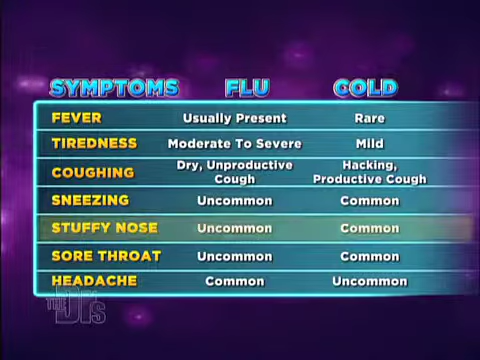 SYMPTOMS FLU COLD
FEVER Usually Present Rare
TIREDNESS Moderate To Severe Mild
COUGHING Dry, Unproductive Cough Hacking, Productive Cough
SNEEZING Uncommon Common
STUFFY NOSE Uncommon Common
SORE THROAT Uncommon Common
HEADACHE Common Uncommon
THE